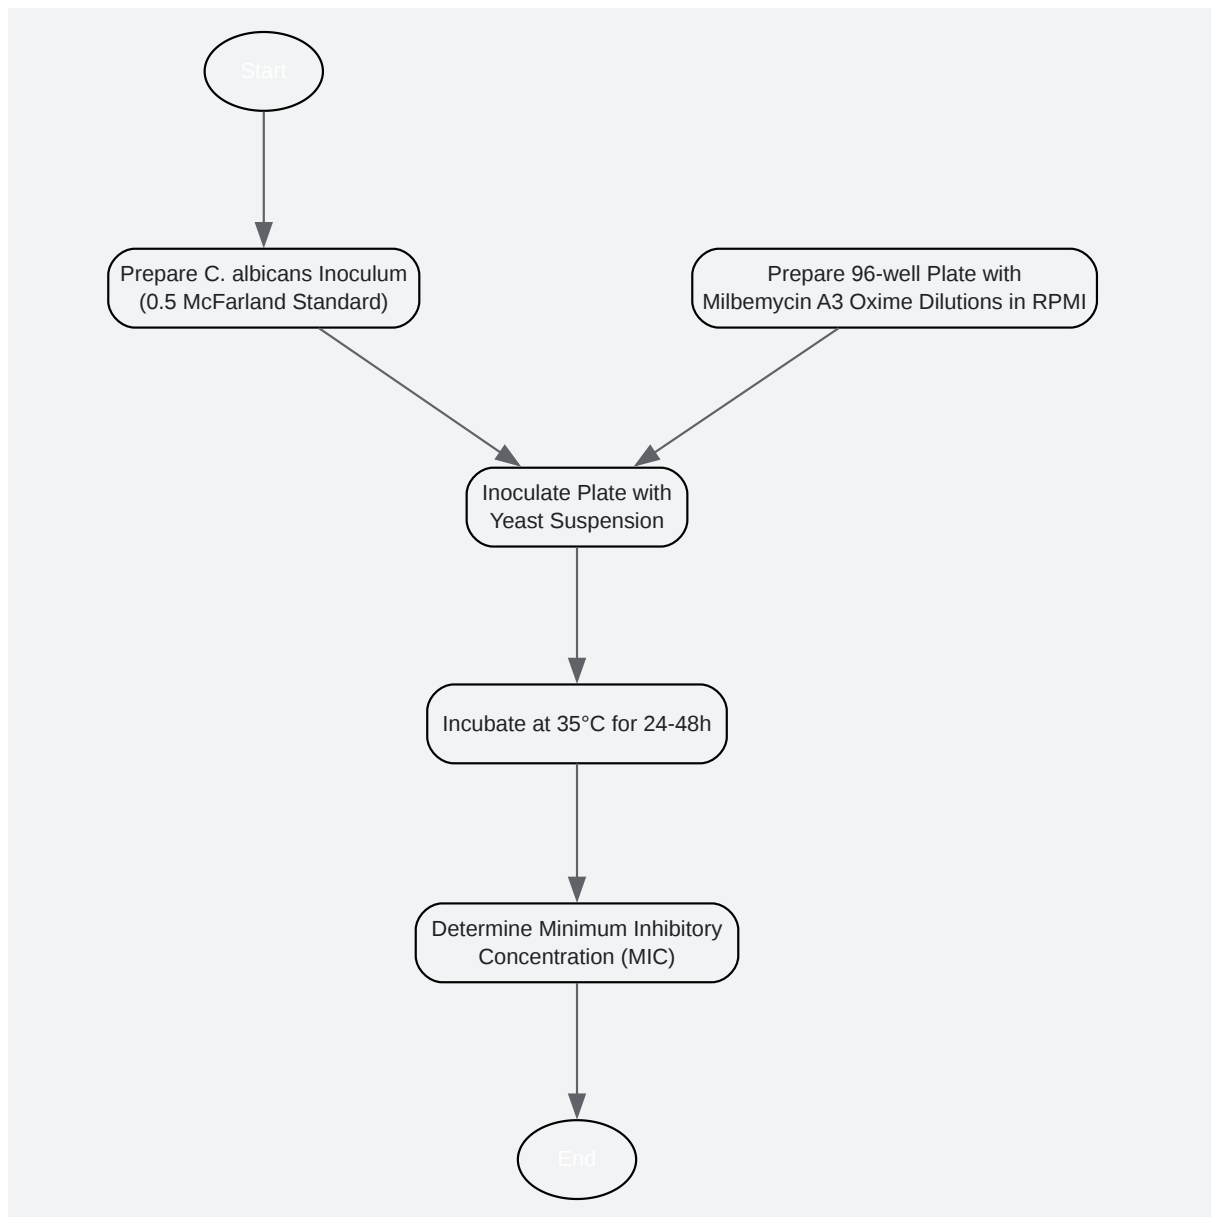 Start
Prepare C. albicans Inoculum
(0.5 McFarland Standard)
Prepare 96-well Plate with
Milbemycin A3 Oxime Dilutions in RPMI
Inoculate Plate with
Yeast Suspension
Incubate at 35°C for 24-48h
Determine Minimum Inhibitory
Concentration (MIC)
End